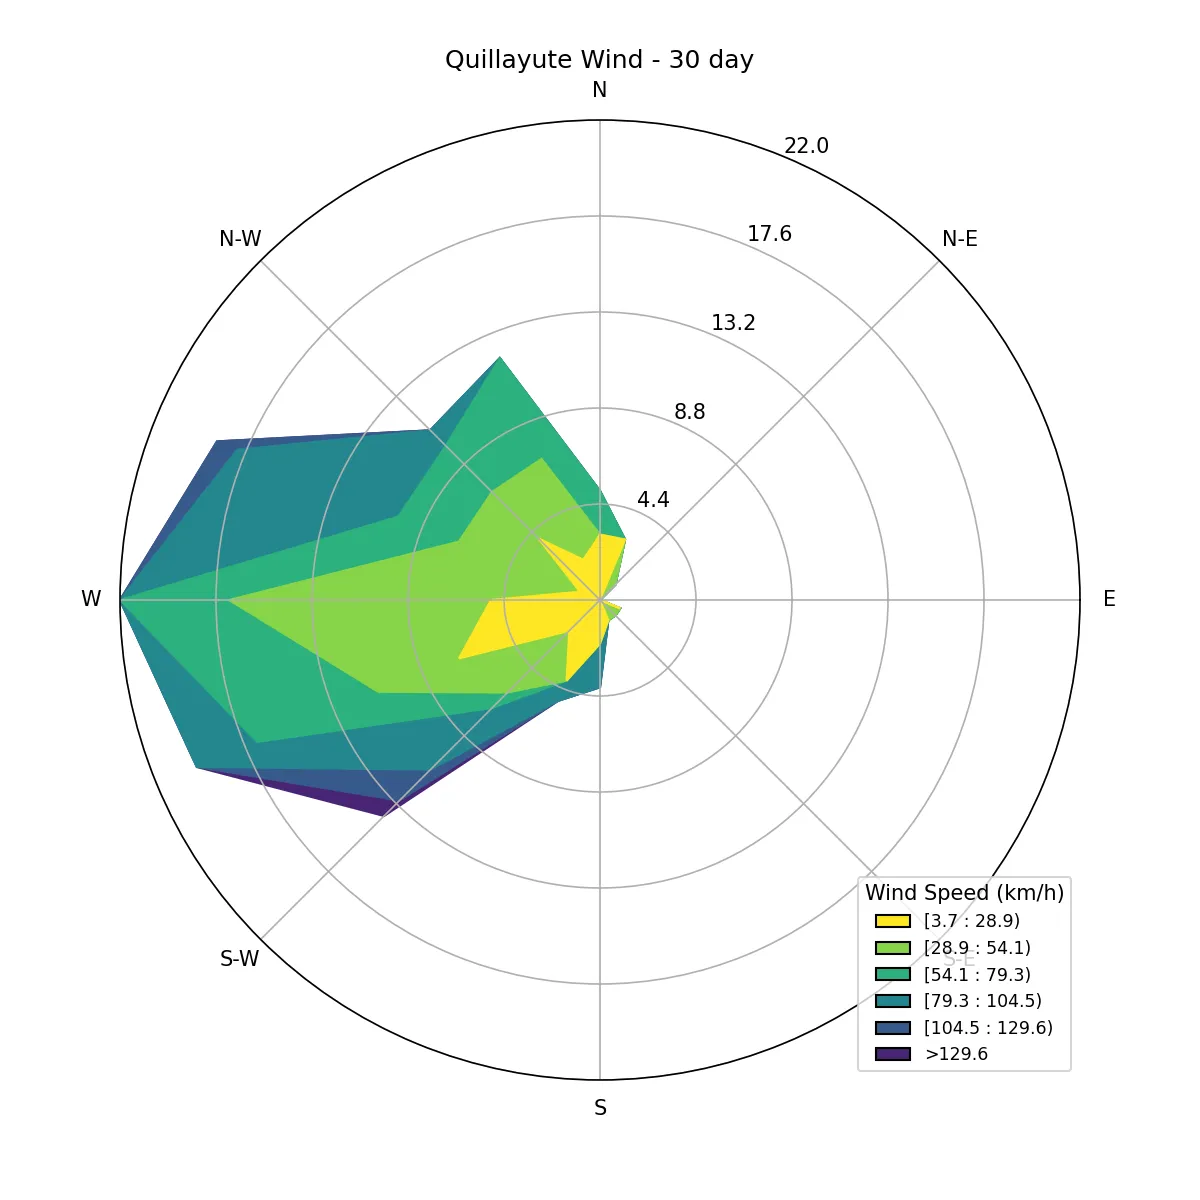 Quillayute Wind - 30 day
N
22.0
N-W
N-E
17.6
13.2
8.8
4.4
W
E
S-W
S-E
S
Wind Speed (km/h)
[3.7 : 28.9)
[28.9 : 54.1)
[54.1 : 79.3)
[79.3 : 104.5)
[104.5 : 129.6)
>129.6